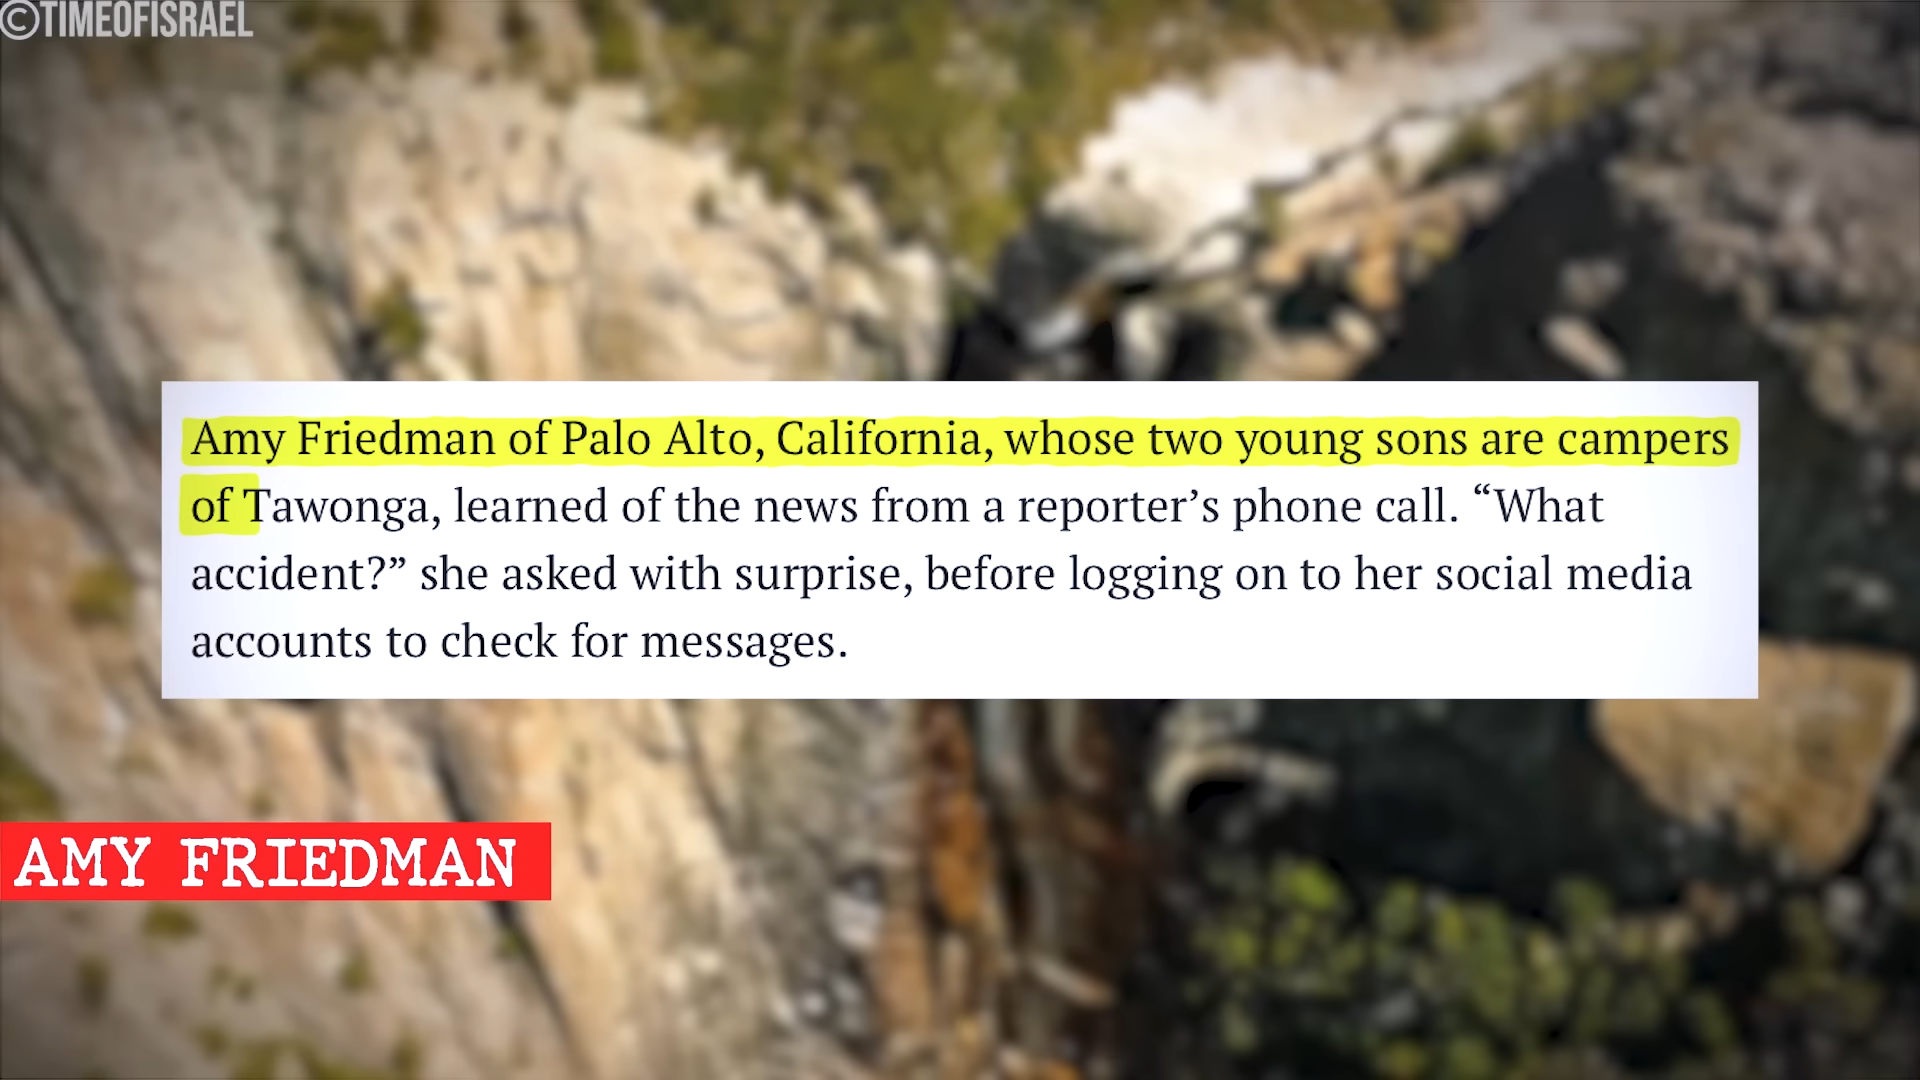 ©TIMEOFISRAEL
Amy Friedman of Palo Alto, California, whose two young sons are campers
of Tawonga, learned of the news from a reporter’s phone call. “What
accident?” she asked with surprise, before logging on to her social media
accounts to check for messages.
AMY FRIEDMAN